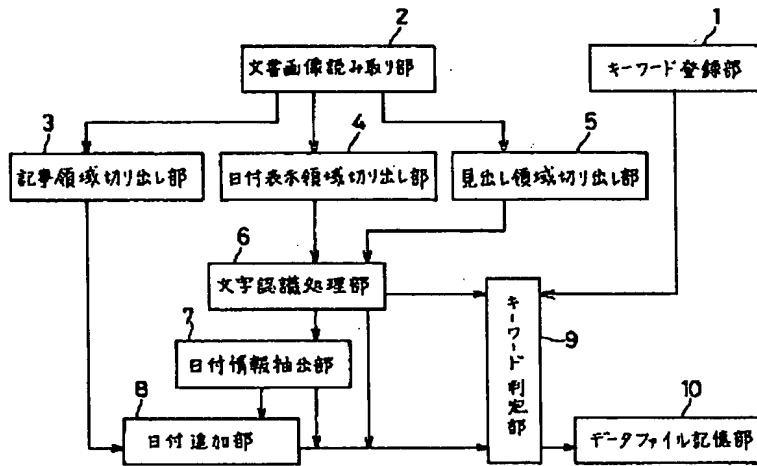 2
1
文書画像読み取り部
キーワード登録部
3
4
5
記事領域切り出し部
日付表示領域切り出し部
見出し領域切り出し部
6
文字認識処理部
7
日付情報抽出部
キーワード判定部
9
8
日付追加部
10
データファイル記憶部